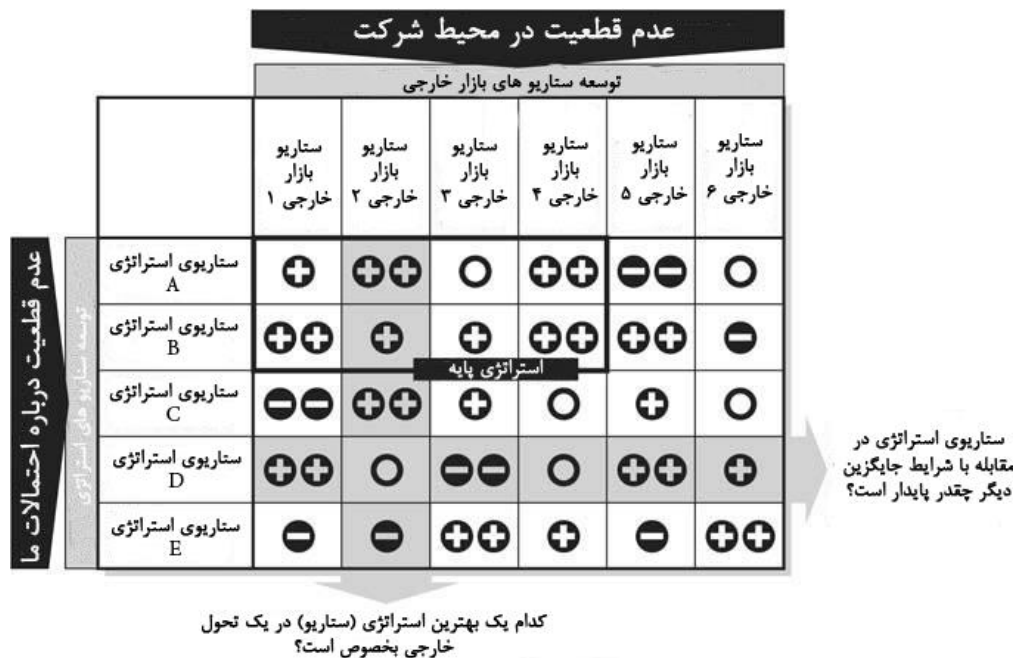 عدم قطعیت در محیط شرکت
توسعه سناریو های بازار خارجی
سناریو
بازار
خارجی ۱
سناریو
بازار
خارجی ۲
سناریو
بازار
خارجی ۳
سناریو
بازار
خارجی ۴
سناریو
بازار
خارجی ۵
سناریو
بازار
خارجی ۶
عدم قطعیت درباره احتمالات ما
توسعه سناریو های استراتژی
سناریوی استراتژی
A
سناریوی استراتژی
B
استراتژی پایه
سناریوی استراتژی
C
سناریوی استراتژی
D
سناریوی استراتژی
E
سناریوی استراتژی در
مقابله با شرایط جایگزین
دیگر چقدر پایدار است؟
کدام یک بهترین استراتژی (سناریو) در یک تحول
خارجی بخصوص است؟